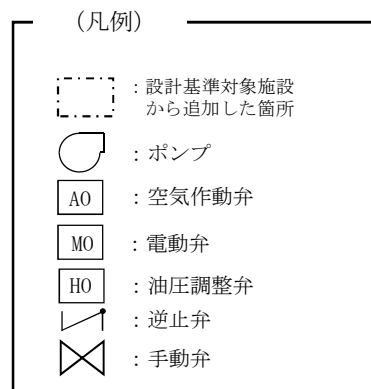 （凡例）
：設計基準対象施設
から追加した箇所
：ポンプ
AO ：空気作動弁
MO ：電動弁
HO ：油圧調整弁
：逆止弁
：手動弁